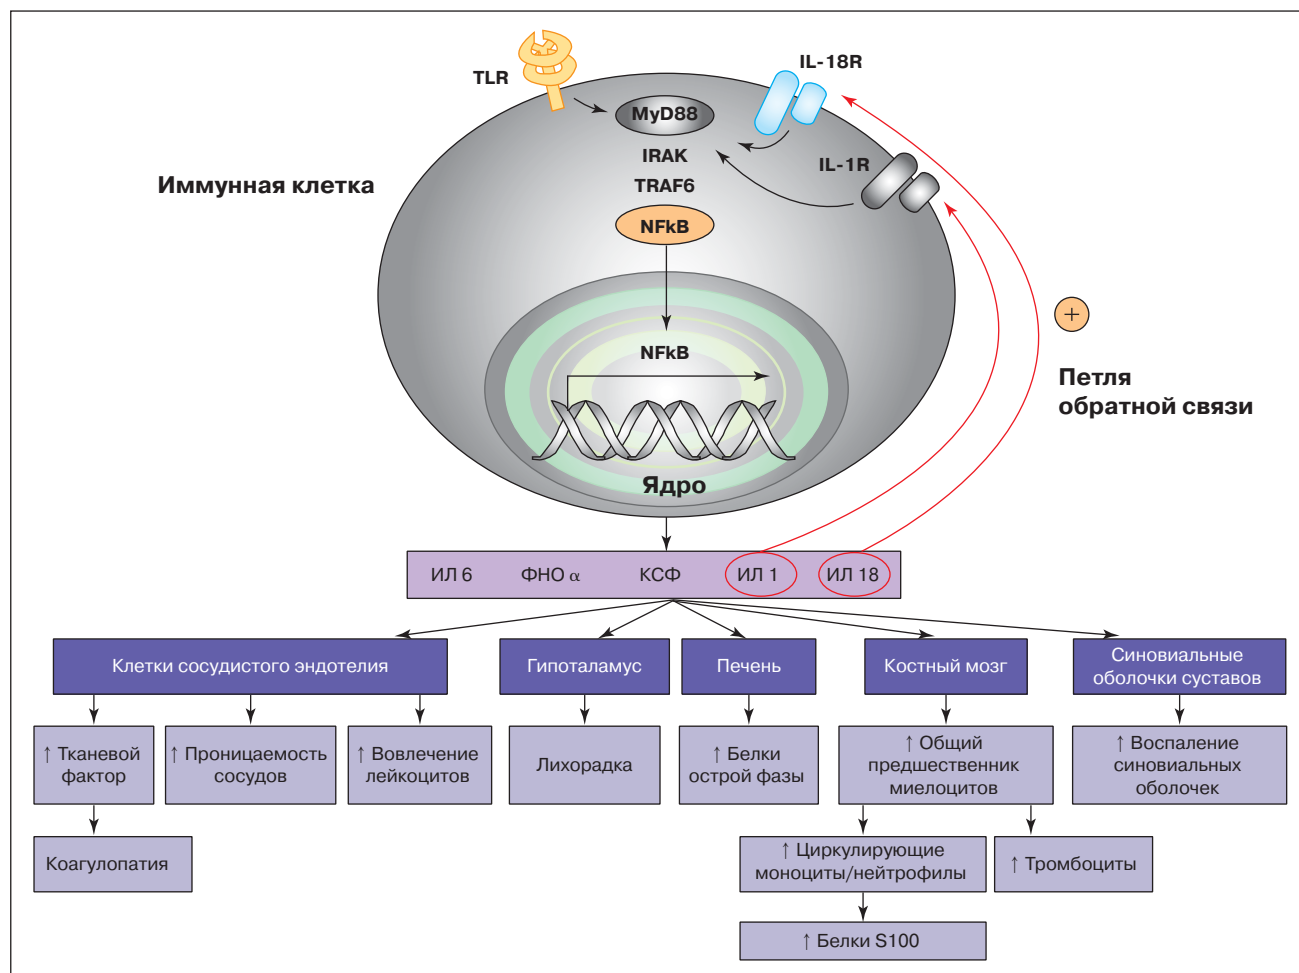 IL-18R
TLR
MyD88
IRAK
IL-1R
TRAF6
Иммунная клетка
NFkB
+
NFkB
Петля
обратной связи
Ядро
ИЛ 6
ФНО α
КСФ
ИЛ 1
ИЛ 18
Клетки сосудистого эндотелия
Гипоталамус
Печень
Костный мозг
Синовиальные
оболочки суставов
↑ Тканевой
фактор
↑ Проницаемость
сосудов
↑ Вовлечение
лейкоцитов
Лихорадка
↑ Белки
острой фазы
↑ Общий
предшественник
миелоцитов
↑ Воспаление
синовиальных
оболочек
Коагулопатия
↑ Циркулирующие
моноциты/нейтрофилы
↑ Тромбоциты
↑ Белки S100